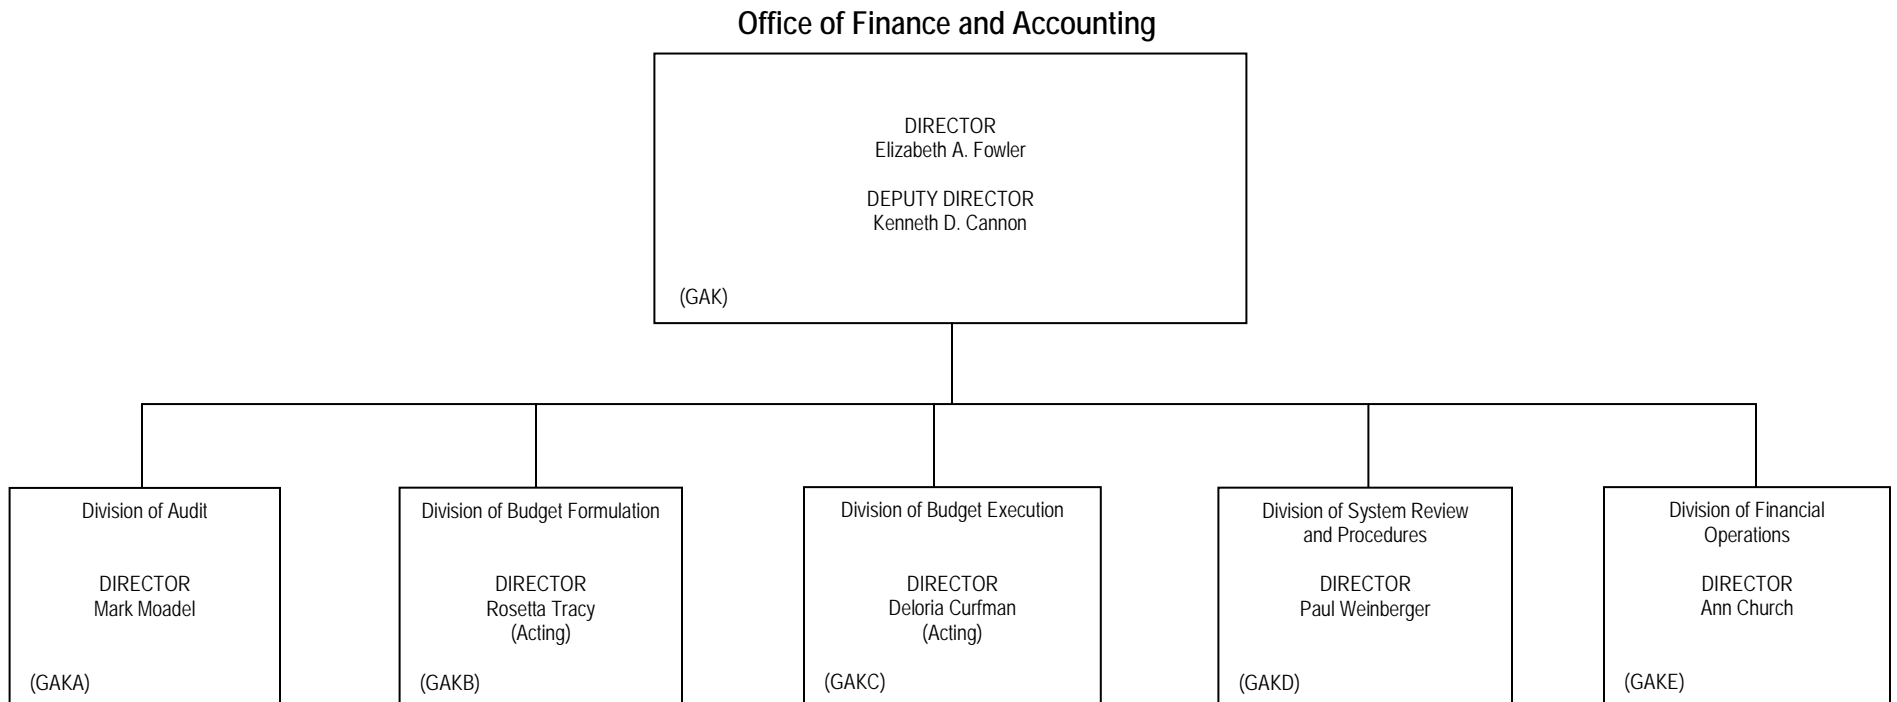 Office of Finance and Accounting
DIRECTOR
Elizabeth A. Fowler
DEPUTY DIRECTOR
Kenneth D. Cannon
(GAK)
Division of Audit
DIRECTOR
Mark Moadel
(GAKA)
Division of Budget Formulation
DIRECTOR
Rosetta Tracy
(Acting)
(GAKB)
Division of Budget Execution
DIRECTOR
Deloria Curfman
(Acting)
(GAKC)
Division of System Review
and Procedures
DIRECTOR
Paul Weinberger
(GAKD)
Division of Financial
Operations
DIRECTOR
Ann Church
(GAKE)